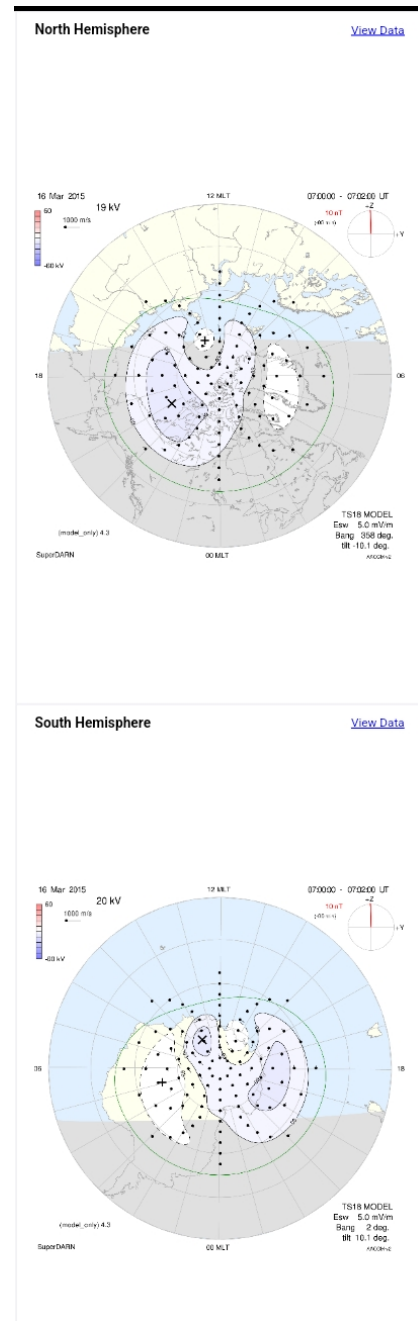 North Hemisphere View Data
16 Mar 2015 12 MLT 07:00:00 - 07:02:00 UT
60 19 kV 10 nT +Z
1000 m/s
+Y
-60 kV
18 06
TS18 MODEL
Esw 5.0 mV/m
Bang 358 deg.
(model_only) 4.3 tilt -10.1 deg.
SuperDARN 00 MLT
South Hemisphere View Data
16 Mar 2015 12 MLT 07:00:00 - 07:02:00 UT
60 20 kV 10 nT +Z
1000 m/s
+Y
-60 kV
06 18
TS18 MODEL
Esw 5.0 mV/m
Bang 2 deg.
(model_only) 4.3 tilt 10.1 deg.
SuperDARN 00 MLT